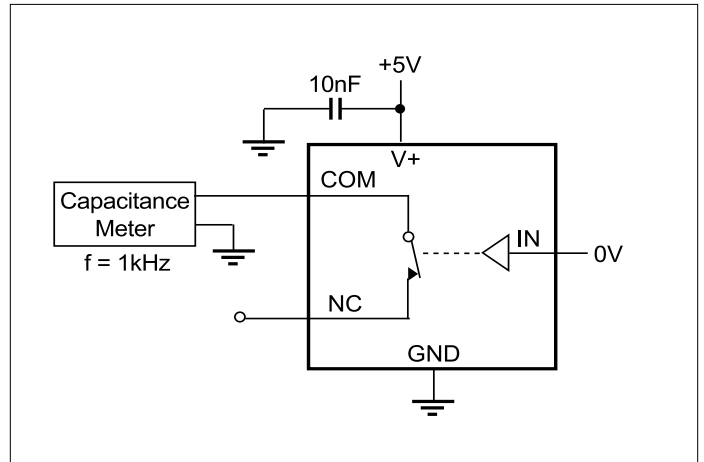 +5V
10nF
V+
COM
Capacitance
Meter
IN
0V
f = 1kHz
NC
GND